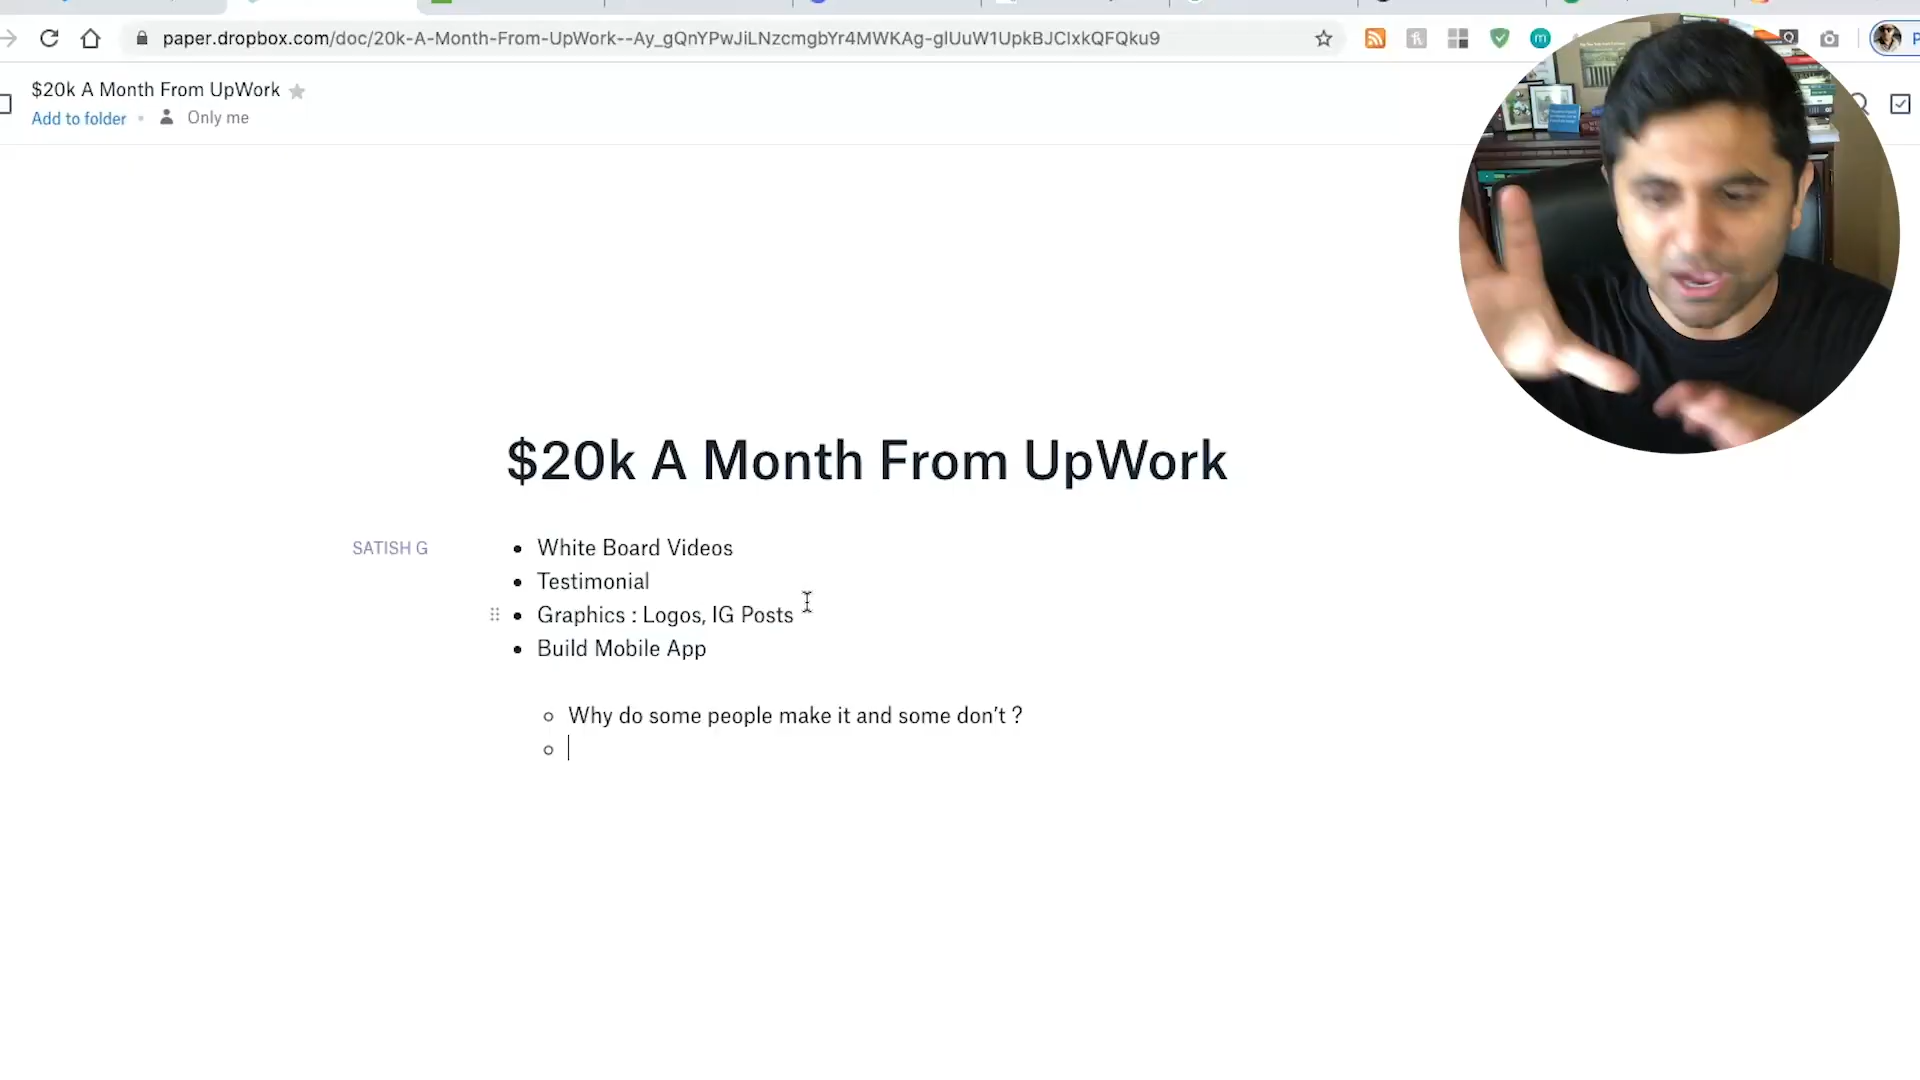 paper.dropbox.com/doc/20k-A-Month-From-UpWork--Ay_gQnYPwJiLNzcmgbYr4MWKAg-glUuW1UpkBJClxkQFQku9
$20k A Month From UpWork
Add to folder • Only me
$20k A Month From UpWork
SATISH G
• White Board Videos
• Testimonial
• Graphics : Logos, IG Posts
• Build Mobile App
◦ Why do some people make it and some don’t ?